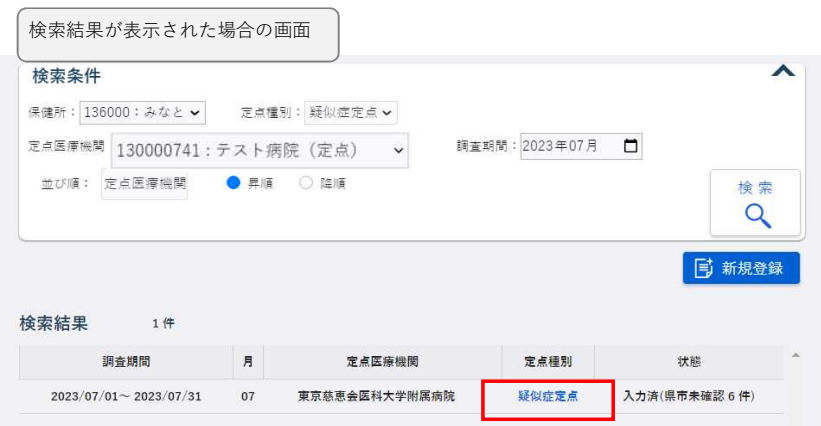 検索結果が表示された場合の画面
検索条件
保健所： 136000：みなと 定点種別： 疑似症定点
定点医療機関 130000741：テスト病院（定点） 調査期間： 2023年07月
並び順： 定点医療機関 昇順 降順
検索
新規登録
検索結果 1 件
調査期間 月 定点医療機関 定点種別 状態
2023/07/01～ 2023/07/31 07 東京慈恵会医科大学附属病院 疑似症定点 入力済(県市未確認 6 件)